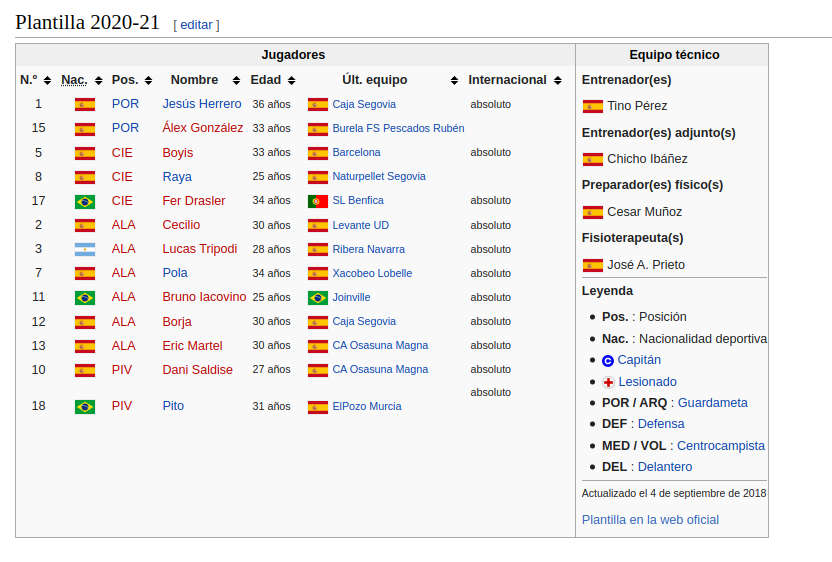 Plantilla 2020-21 [ editar ]
Jugadores
N.º Nac. Pos. Nombre Edad Últ. equipo Internacional
1 POR Jesús Herrero 36 años Caja Segovia absoluto
15 POR Álex González 33 años Burela FS Pescados Rubén
5 CIE Boyis 33 años Barcelona absoluto
8 CIE Raya 25 años Naturpellet Segovia
17 CIE Fer Drasler 34 años SL Benfica absoluto
2 ALA Cecilio 30 años Levante UD absoluto
3 ALA Lucas Tripodi 28 años Ribera Navarra absoluto
7 ALA Pola 34 años Xacobeo Lobelle absoluto
11 ALA Bruno Iacovino 25 años Joinville absoluto
12 ALA Borja 30 años Caja Segovia absoluto
13 ALA Eric Martel 30 años CA Osasuna Magna absoluto
10 PIV Dani Saldise 27 años CA Osasuna Magna absoluto
absoluto
18 PIV Pito 31 años ElPozo Murcia
Equipo técnico
Entrenador(es)
Tino Pérez
Entrenador(es) adjunto(s)
Chicho Ibáñez
Preparador(es) físico(s)
Cesar Muñoz
Fisioterapeuta(s)
José A. Prieto
Leyenda
Pos. : Posición
Nac. : Nacionalidad deportiva
C Capitán
Lesionado
POR / ARQ : Guardameta
DEF : Defensa
MED / VOL : Centrocampista
DEL : Delantero
Actualizado el 4 de septiembre de 2018
Plantilla en la web oficial